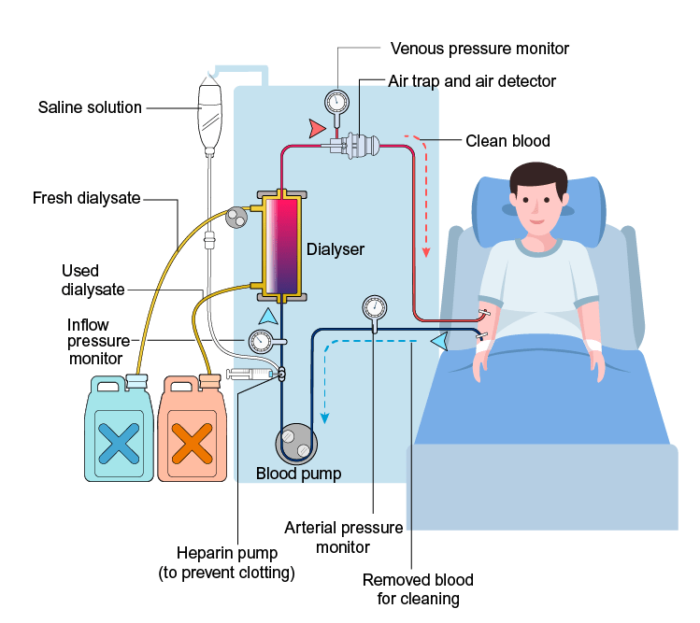 Venous pressure monitor
Air trap and air detector
Saline solution
Clean blood
Fresh dialysate
Dialyser
Used
dialysate
Inflow
pressure
monitor
Blood pump
Arterial pressure
monitor
Heparin pump
(to prevent clotting)
Removed blood
for cleaning